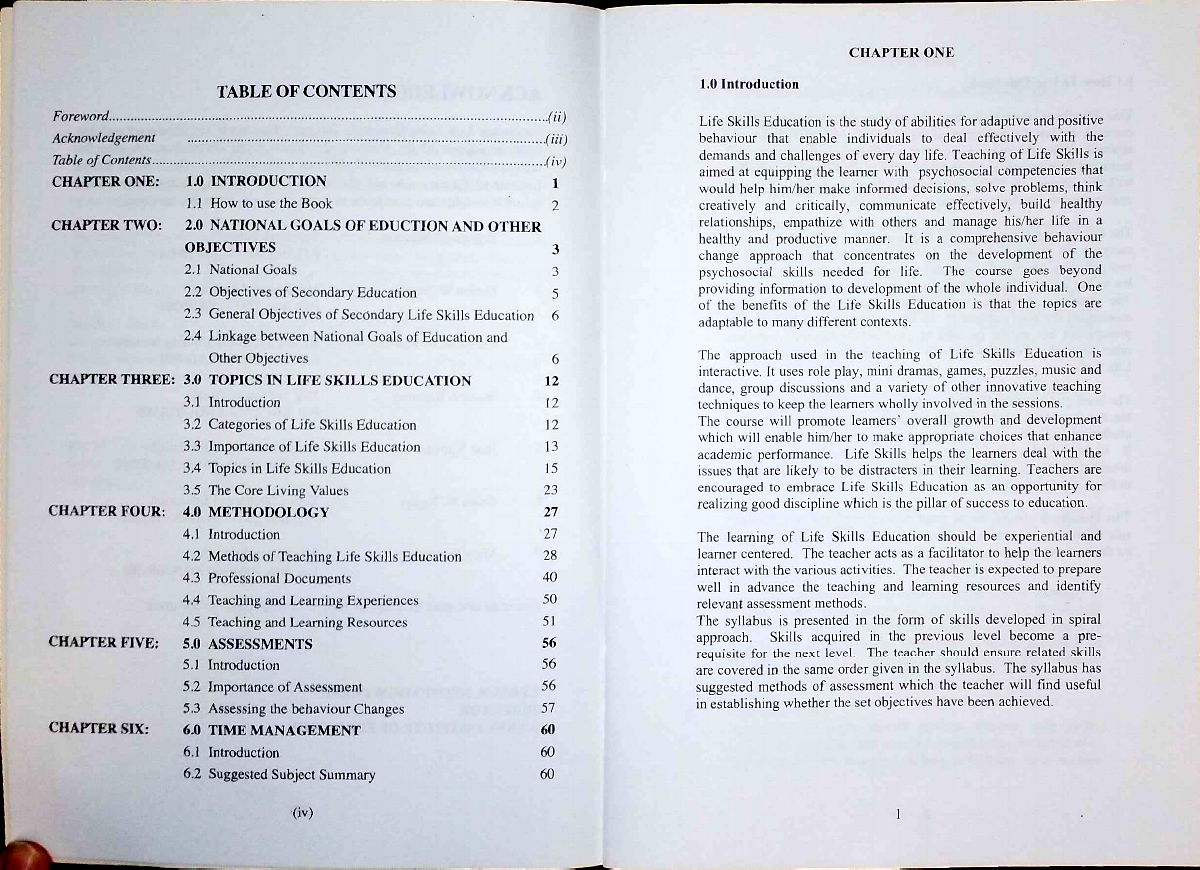 TABLE OF CONTENTS
Foreword..........................................................................................................................(ii)
Acknowledgement ...................................................................................................(iii)
Table of Contents.............................................................................................................(iv)
CHAPTER ONE: 1.0 INTRODUCTION 1
1.1 How to use the Book 2
CHAPTER TWO: 2.0 NATIONAL GOALS OF EDUCTION AND OTHER
OBJECTIVES 3
2.1 National Goals 3
2.2 Objectives of Secondary Education 5
2.3 General Objectives of Secondary Life Skills Education 6
2.4 Linkage between National Goals of Education and
Other Objectives 6
CHAPTER THREE: 3.0 TOPICS IN LIFE SKILLS EDUCATION 12
3.1 Introduction 12
3.2 Categories of Life Skills Education 12
3.3 Importance of Life Skills Education 13
3.4 Topics in Life Skills Education 15
3.5 The Core Living Values 23
CHAPTER FOUR: 4.0 METHODOLOGY 27
4.1 Introduction 27
4.2 Methods of Teaching Life Skills Education 28
4.3 Professional Documents 40
4.4 Teaching and Learning Experiences 50
4.5 Teaching and Learning Resources 51
CHAPTER FIVE: 5.0 ASSESSMENTS 56
5.1 Introduction 56
5.2 Importance of Assessment 56
5.3 Assessing the behaviour Changes 57
CHAPTER SIX: 6.0 TIME MANAGEMENT 60
6.1 Introduction 60
6.2 Suggested Subject Summary 60
(iv)
CHAPTER ONE
1.0 Introduction
Life Skills Education is the study of abilities for adaptive and positive
behaviour that enable individuals to deal effectively with the
demands and challenges of every day life. Teaching of Life Skills is
aimed at equipping the learner with psychosocial competencies that
would help him/her make informed decisions, solve problems, think
creatively and critically, communicate effectively, build healthy
relationships, empathize with others and manage his/her life in a
healthy and productive manner. It is a comprehensive behaviour
change approach that concentrates on the development of the
psychosocial skills needed for life. The course goes beyond
providing information to development of the whole individual. One
of the benefits of the Life Skills Education is that the topics are
adaptable to many different contexts.
The approach used in the teaching of Life Skills Education is
interactive. It uses role play, mini dramas, games, puzzles, music and
dance, group discussions and a variety of other innovative teaching
techniques to keep the learners wholly involved in the sessions.
The course will promote learners' overall growth and development
which will enable him/her to make appropriate choices that enhance
academic performance. Life Skills helps the learners deal with the
issues that are likely to be distracters in their learning. Teachers are
encouraged to embrace Life Skills Education as an opportunity for
realizing good discipline which is the pillar of success to education.
The learning of Life Skills Education should be experiential and
learner centered. The teacher acts as a facilitator to help the learners
interact with the various activities. The teacher is expected to prepare
well in advance the teaching and learning resources and identify
relevant assessment methods.
The syllabus is presented in the form of skills developed in spiral
approach. Skills acquired in the previous level become a pre-
requisite for the next level. The teacher should ensure related skills
are covered in the same order given in the syllabus. The syllabus has
suggested methods of assessment which the teacher will find useful
in establishing whether the set objectives have been achieved.
1